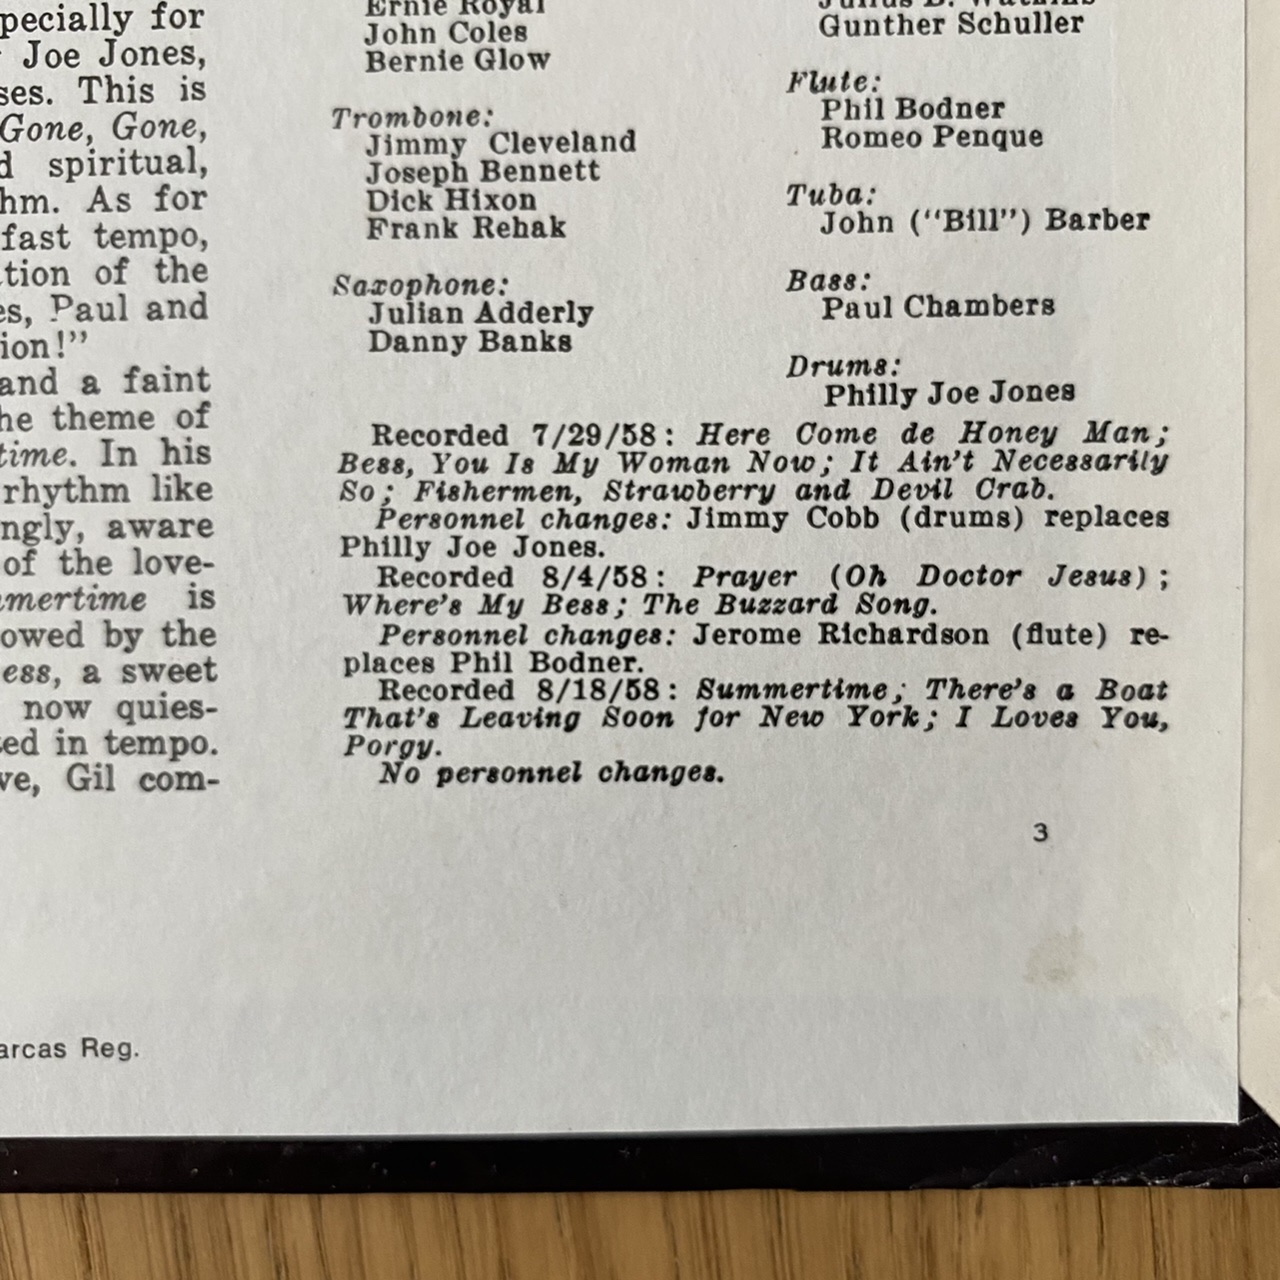 pecially for
Joe Jones,
ses. This is
Gone, Gone,
d spiritual,
hm. As for
fast tempo,
tion of the
es, Paul and
ion!”
and a faint
he theme of
time. In his
rhythm like
ngly, aware
of the love-
mmertime is
owed by the
ess, a sweet
now quies-
ed in tempo.
ve, Gil com-
Ernie Royal
John Coles
Bernie Glow
Trombone:
Jimmy Cleveland
Joseph Bennett
Dick Hixon
Frank Rehak
Saxophone:
Julian Adderly
Danny Banks
Gunther Schuller
Flute:
Phil Bodner
Romeo Penque
Tuba:
John (“Bill”) Barber
Bass:
Paul Chambers
Drums:
Philly Joe Jones
Recorded 7/29/58: Here Come de Honey Man;
Bess, You Is My Woman Now; It Ain't Necessarily
So; Fishermen, Strawberry and Devil Crab.
Personnel changes: Jimmy Cobb (drums) replaces
Philly Joe Jones.
Recorded 8/4/58: Prayer (Oh Doctor Jesus);
Where's My Bess; The Buzzard Song.
Personnel changes: Jerome Richardson (flute) re-
places Phil Bodner.
Recorded 8/18/58: Summertime; There's a Boat
That's Leaving Soon for New York; I Loves You,
Porgy.
No personnel changes.
3
arcas Reg.